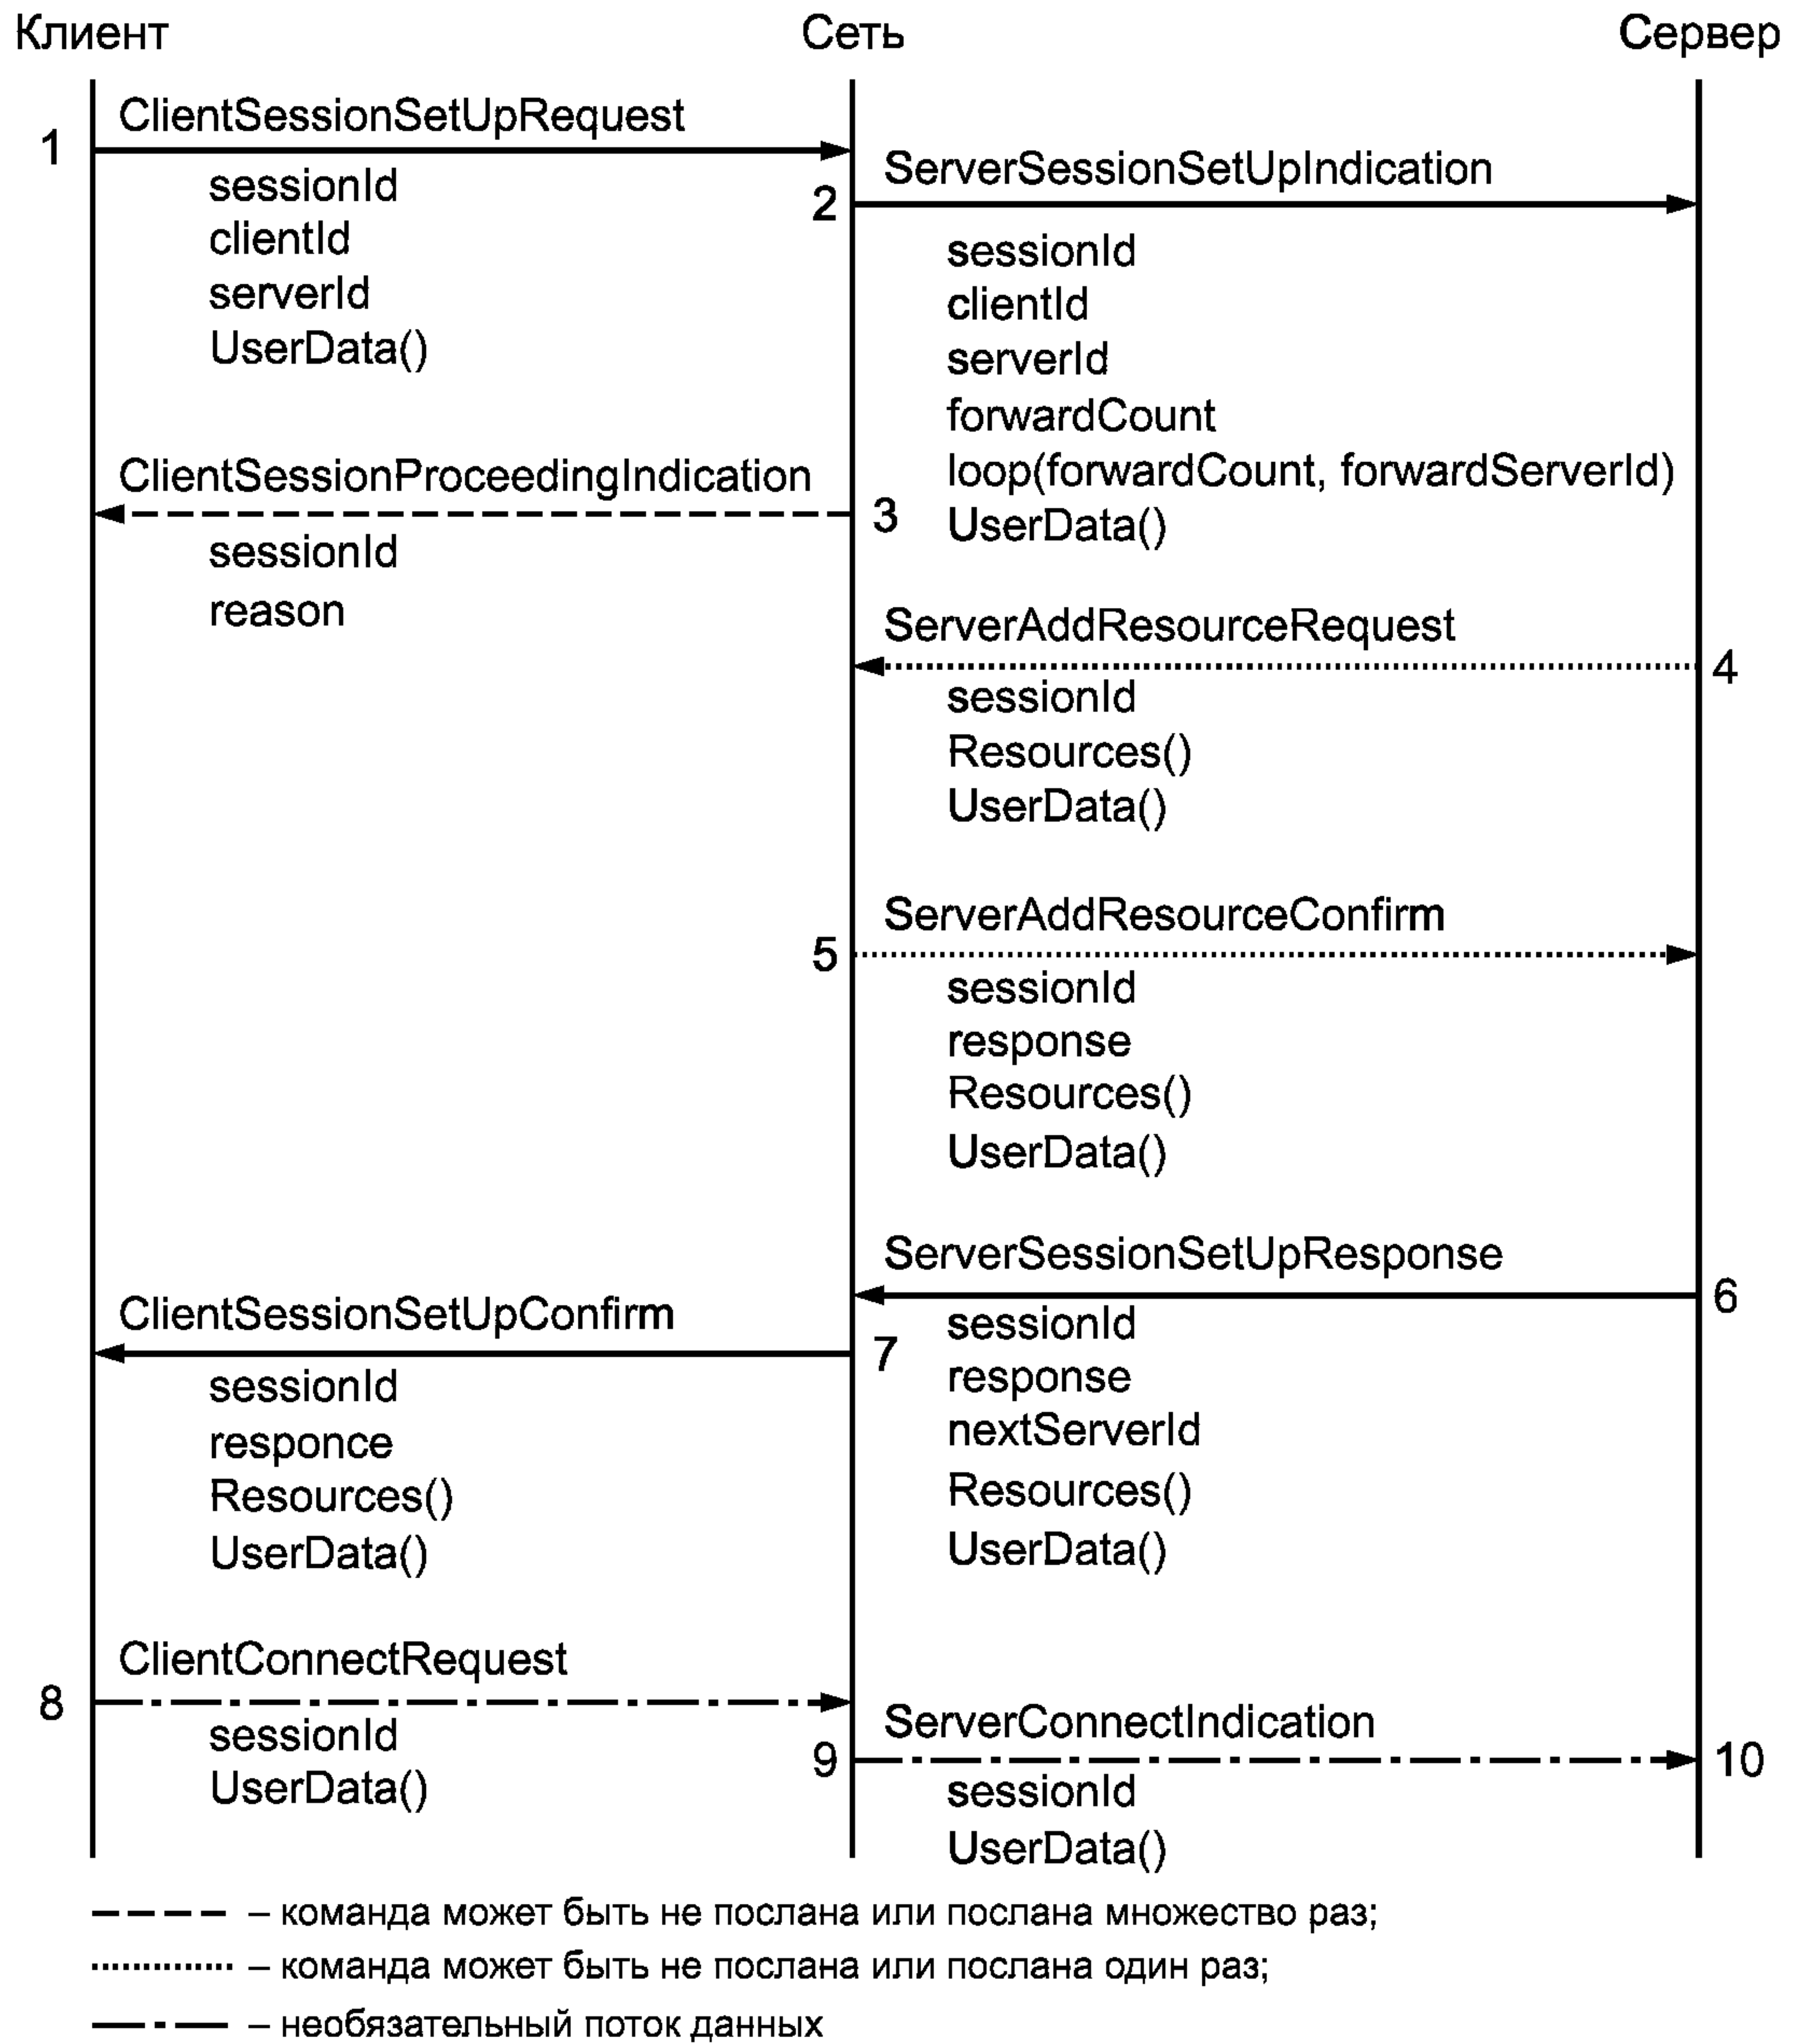 Клиент Сеть Сервер
ClientSessionSetUpRequest
1
sessionId
clientId
serverId
UserData()
ServerSessionSetUpIndication
2
sessionId
clientId
serverId
forwardCount
loop(forwardCount, forwardServerId)
UserData()
ClientSessionProceedingIndication
3
sessionId
reason
ServerAddResourceRequest
4
sessionId
Resources()
UserData()
ServerAddResourceConfirm
5
sessionId
response
Resources()
UserData()
ServerSessionSetUpResponse
6
sessionId
response
nextServerId
Resources()
UserData()
ClientSessionSetUpConfirm
7
sessionId
responce
Resources()
UserData()
ClientConnectRequest
8
sessionId
UserData()
ServerConnectIndication
9 10
sessionId
UserData()
– команда может быть не послана или послана множество раз;
– команда может быть не послана или послана один раз;
– необязательный поток данных